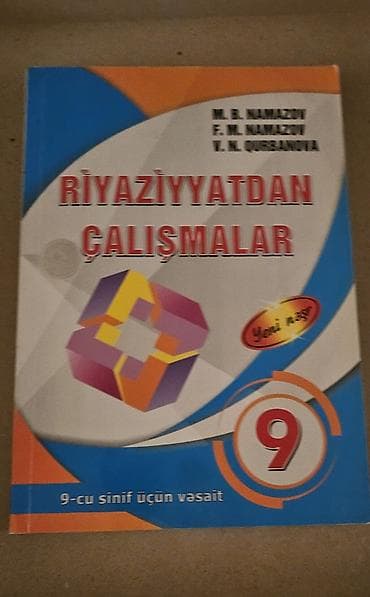 M. B. NAMAZOV
F. M. NAMAZOV
V. N. QURBANOVA
RİYAZİYYATDAN
ÇALIŞMALAR
Yeni nəşr
9
9-cu sinif üçün vəsait